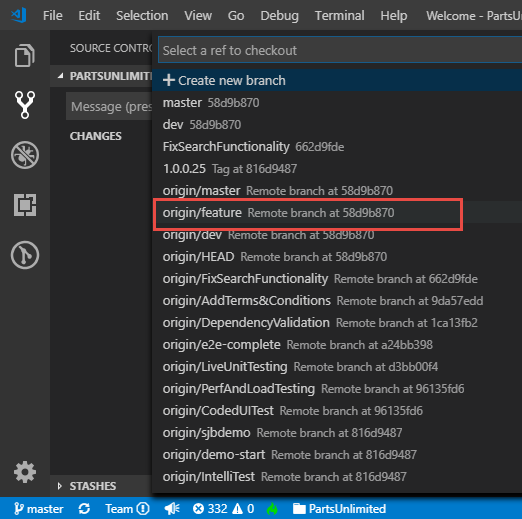 File Edit Selection View Go Debug Terminal Help Welcome - PartsUnlimited
SOURCE CONTRO
Select a ref to checkout
PARTSUNLIMIT
Create new branch
Message (pres
master 58d9b870
dev 58d9b870
CHANGES
FixSearchFunctionality 662d9fde
1.0.0.25 Tag at 816d9487
origin/master Remote branch at 58d9b870
origin/feature Remote branch at 58d9b870
origin/dev Remote branch at 58d9b870
origin/HEAD Remote branch at 58d9b870
origin/FixSearchFunctionality Remote branch at 662d9fde
origin/AddTerms&Conditions Remote branch at 9da57edd
origin/DependencyValidation Remote branch at 1ca13fb2
origin/e2e-complete Remote branch at a24bb398
origin/LiveUnitTesting Remote branch at d3bb00f4
origin/PerfAndLoadTesting Remote branch at 96135fd6
origin/CodedUITest Remote branch at 96135fd6
origin/sjbdemo Remote branch at 816d9487
origin/demo-start Remote branch at 816d9487
origin/IntelliTest Remote branch at 816d9487
STASHES
master Team 332 0 PartsUnlimited